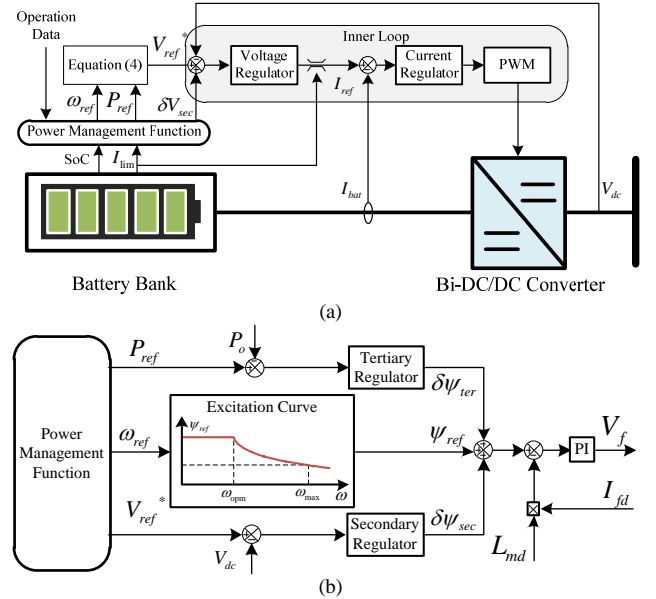 Operation
Data
Equation (4)
V_ref*
Inner Loop
Voltage
Regulator
I_ref
Current
Regulator
PWM
ω_ref
P_ref
δV_sec
Power Management Function
SoC
I_lim
I_bat
V_dc
Battery Bank
Bi-DC/DC Converter
(a)
P_ref
P_o
Tertiary
Regulator
δψ_ter
Power
Management
Function
ω_ref
Excitation Curve
ψ_ref
ω_opm
ω_max
ω
ψ_ref
PI
V_f
I_fd
V_ref*
V_dc
Secondary
Regulator
δψ_sec
L_md
(b)